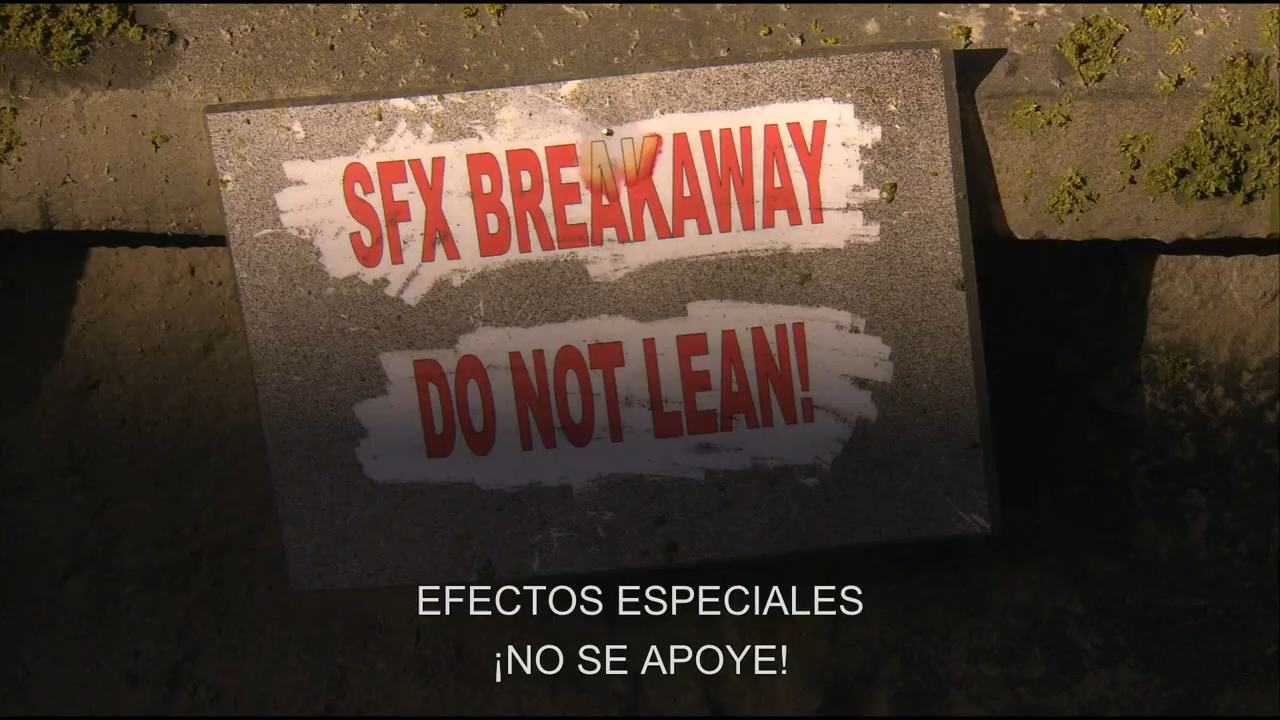 SFX BREAKAWAY
DO NOT LEAN!
EFECTOS ESPECIALES
¡NO SE APOYE!